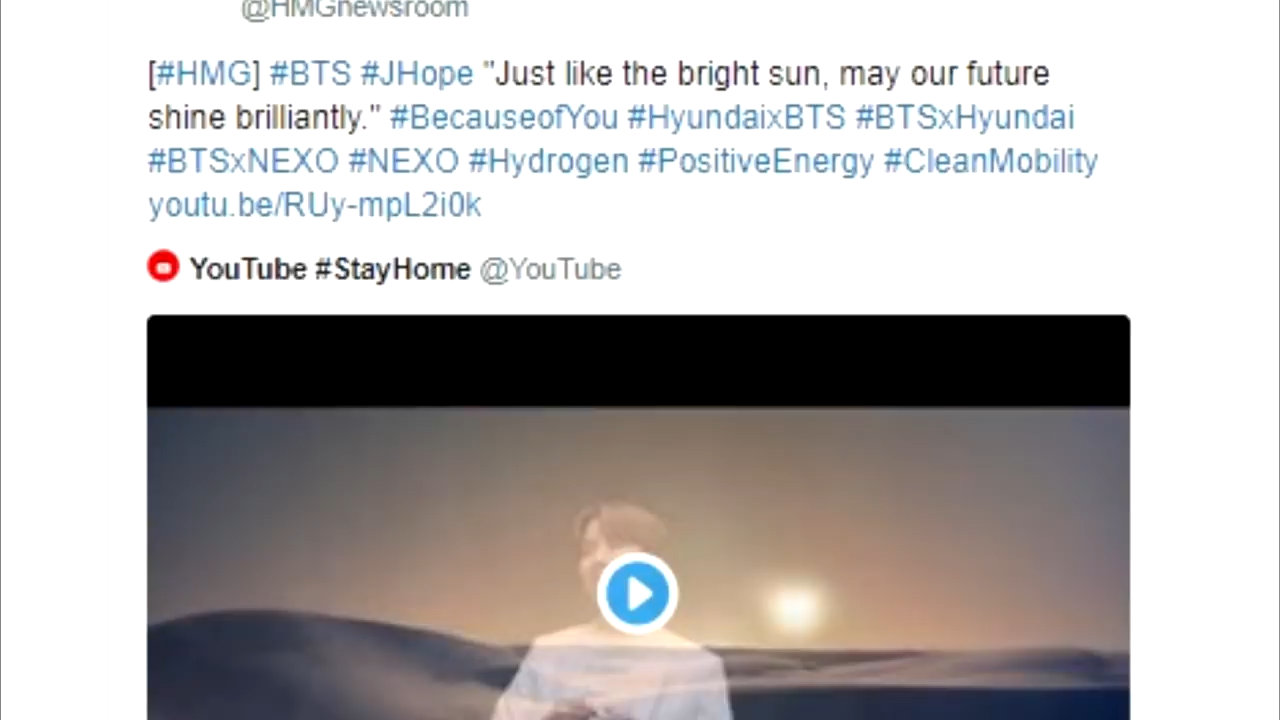 @HMGnewsroom
[#HMG] #BTS #JHope "Just like the bright sun, may our future
shine brilliantly." #BecauseofYou #HyundaixBTS #BTSxHyundai
#BTSxNEXO #NEXO #Hydrogen #PositiveEnergy #CleanMobility
youtu.be/RUy-mpL2i0k
YouTube #StayHome @YouTube